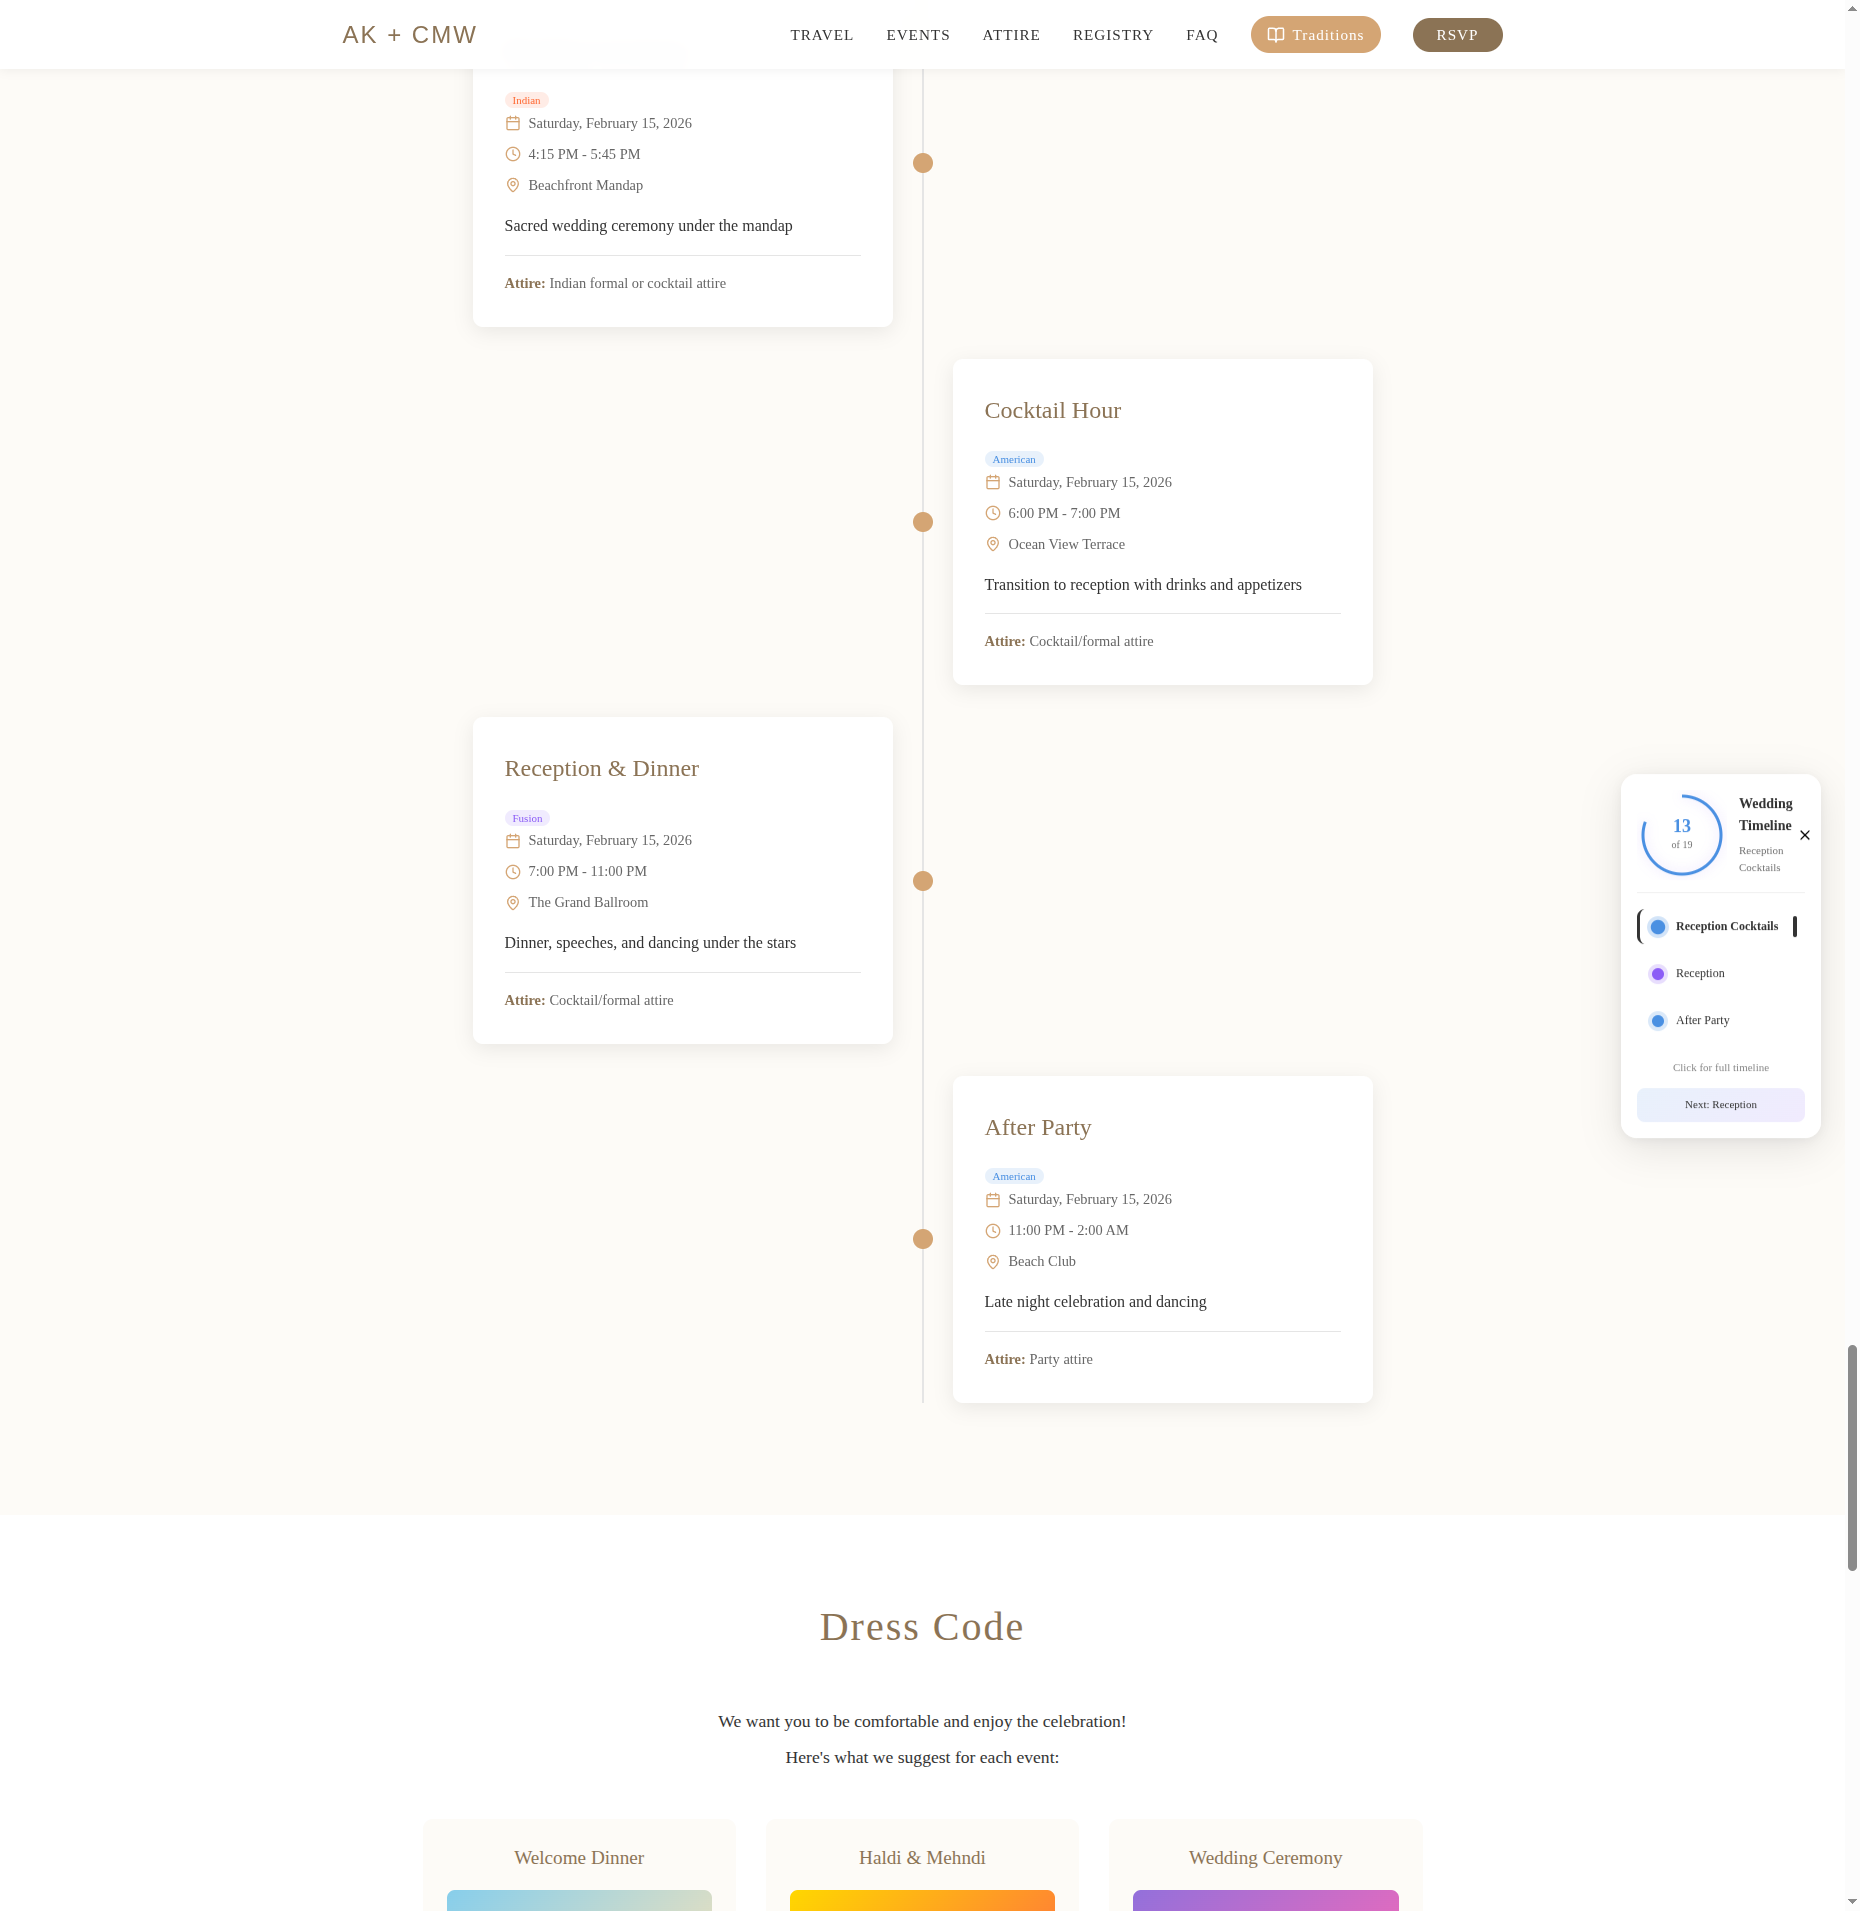 AK + CMW
TRAVEL
EVENTS
ATTIRE
REGISTRY
FAQ
Traditions
RSVP
Indian
Saturday, February 15, 2026
4:15 PM - 5:45 PM
Beachfront Mandap
Sacred wedding ceremony under the mandap
Attire: Indian formal or cocktail attire
Cocktail Hour
American
Saturday, February 15, 2026
6:00 PM - 7:00 PM
Ocean View Terrace
Transition to reception with drinks and appetizers
Attire: Cocktail/formal attire
Reception & Dinner
Fusion
Saturday, February 15, 2026
7:00 PM - 11:00 PM
The Grand Ballroom
Dinner, speeches, and dancing under the stars
Attire: Cocktail/formal attire
After Party
American
Saturday, February 15, 2026
11:00 PM - 2:00 AM
Beach Club
Late night celebration and dancing
Attire: Party attire
13
of 19
Wedding
Timeline
Reception
Cocktails
Reception Cocktails
Reception
After Party
Click for full timeline
Next: Reception
Dress Code
We want you to be comfortable and enjoy the celebration!
Here's what we suggest for each event:
Welcome Dinner
Haldi & Mehndi
Wedding Ceremony